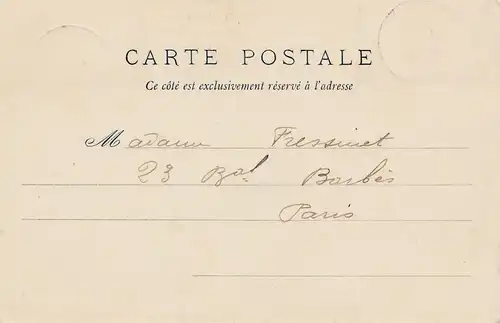 CARTE POSTALE
Ce côté est exclusivement réservé à l'adresse
Madame Fressinet
23 Bd. Barbès
Paris